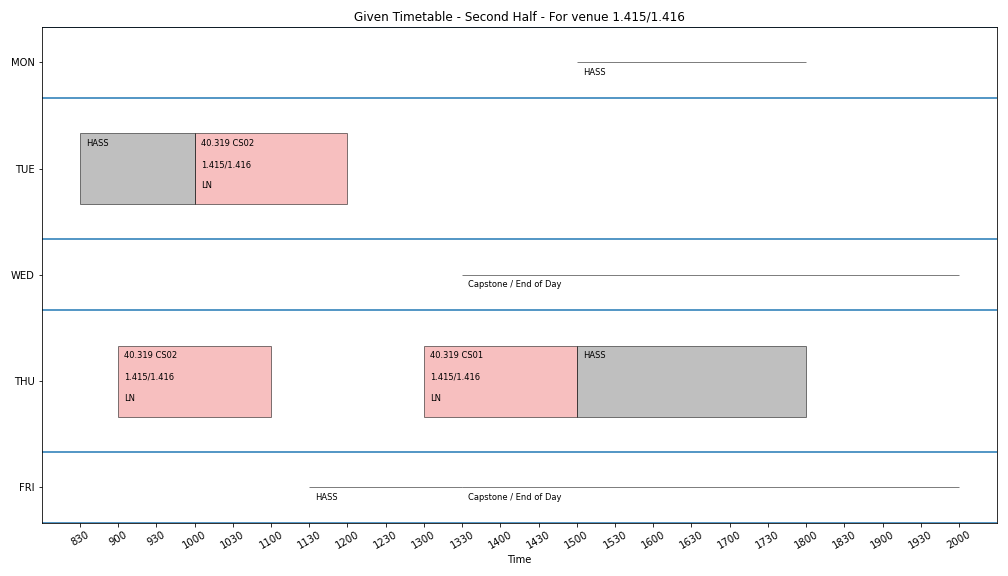 Given Timetable - Second Half - For venue 1.415/1.416
MON
HASS
TUE
HASS
40.319 CS02
1.415/1.416
LN
WED
Capstone / End of Day
THU
40.319 CS02
1.415/1.416
LN
40.319 CS01
1.415/1.416
LN
HASS
FRI
HASS
Capstone / End of Day
830 900 930 1000 1030 1100 1130 1200 1230 1300 1330 1400 1430 1500 1530 1600 1630 1700 1730 1800 1830 1900 1930 2000
Time